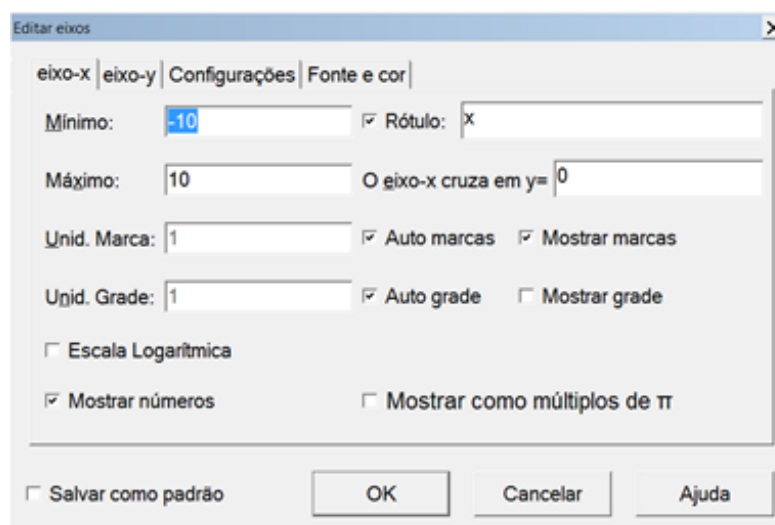 Editar eixos
eixo-x eixo-y Configurações Fonte e cor
Mínimo: -10 Rótulo: x
Máximo: 10 O eixo-x cruza em y= 0
Unid. Marca: 1 Auto marcas Mostrar marcas
Unid. Grade: 1 Auto grade Mostrar grade
Escala Logarítmica
Mostrar números Mostrar como múltiplos de π
Salvar como padrão OK Cancelar Ajuda